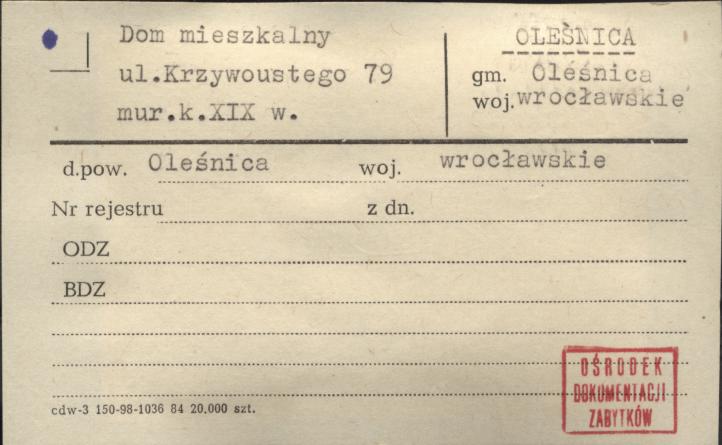 Dom mieszkalny
ul.Krzywoustego 79
mur.k.XIX w.
OLEŚNICA
gm. Oleśnica
woj.wrocławskie
d.pow. Oleśnica woj. wrocławskie
Nr rejestru z dn.
ODZ
BDZ
cdw-3 150-98-1036 84 20.000 szt.
OŚRODEK
DOKUMENTACJI
ZABYTKÓW